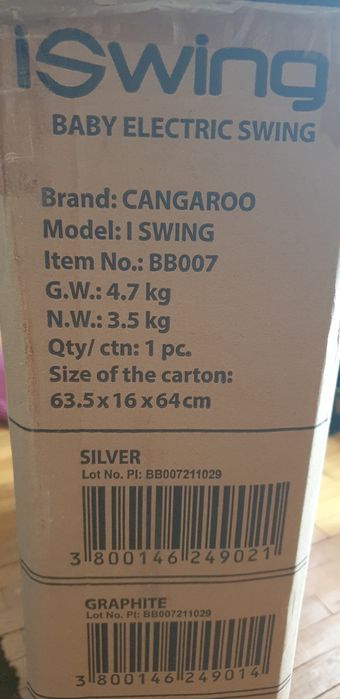 iSwing
BABY ELECTRIC SWING
Brand: CANGAROO
Model: I SWING
Item No.: BB007
G.W.: 4.7 kg
N.W.: 3.5 kg
Qty/ ctn: 1 pc.
Size of the carton:
63.5 x 16 x 64cm
SILVER
Lot No. PI: BB007211029
3 800146 249021
GRAPHITE
Lot No. PI: BB007211029
3 800146 249014